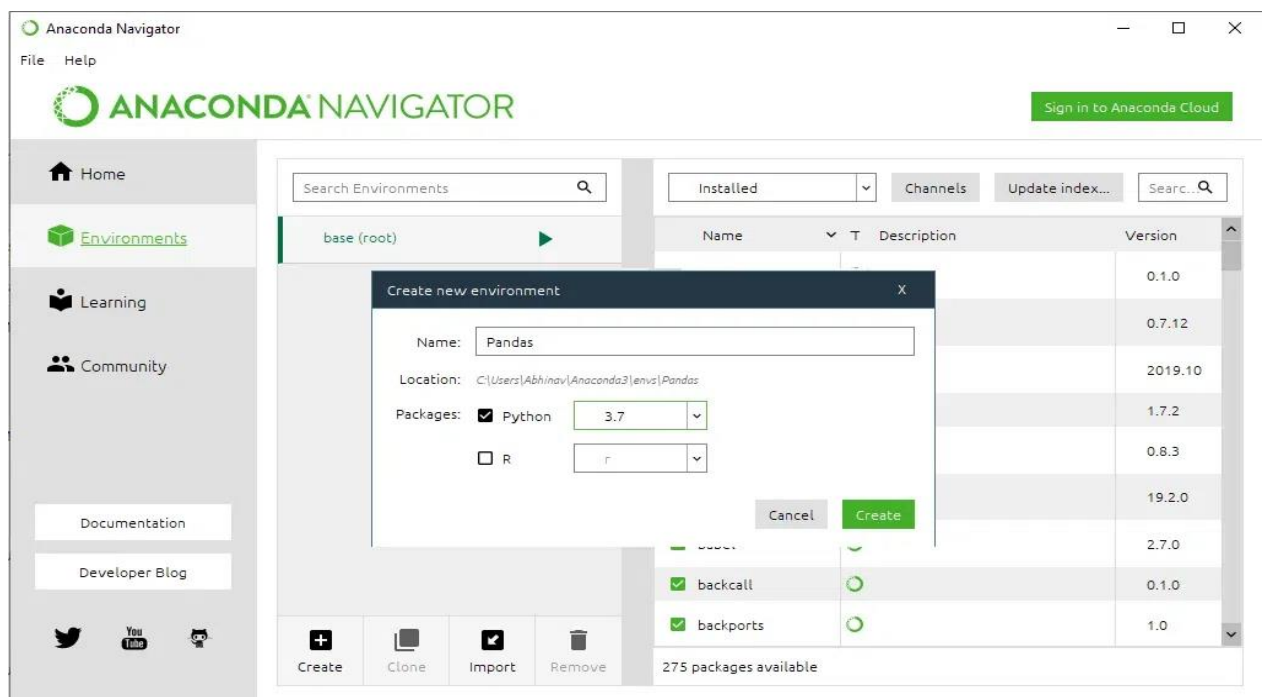 Anaconda Navigator
File Help
ANACONDA NAVIGATOR
Sign in to Anaconda Cloud
Home
Environments
Learning
Community
Documentation
Developer Blog
You
Tube
Search Environments
base (root)
Create
Clone
Import
Remove
Installed
Channels
Update index...
Searc...
Name T Description Version
0.1.0
0.7.12
2019.10
1.7.2
0.8.3
19.2.0
2.7.0
backcall 0.1.0
backports 1.0
275 packages available
Create new environment X
Name: Pandas
Location: C:\Users\Abhinav\Anaconda3\envs\Pandas
Packages: Python 3.7
R r
Cancel Create